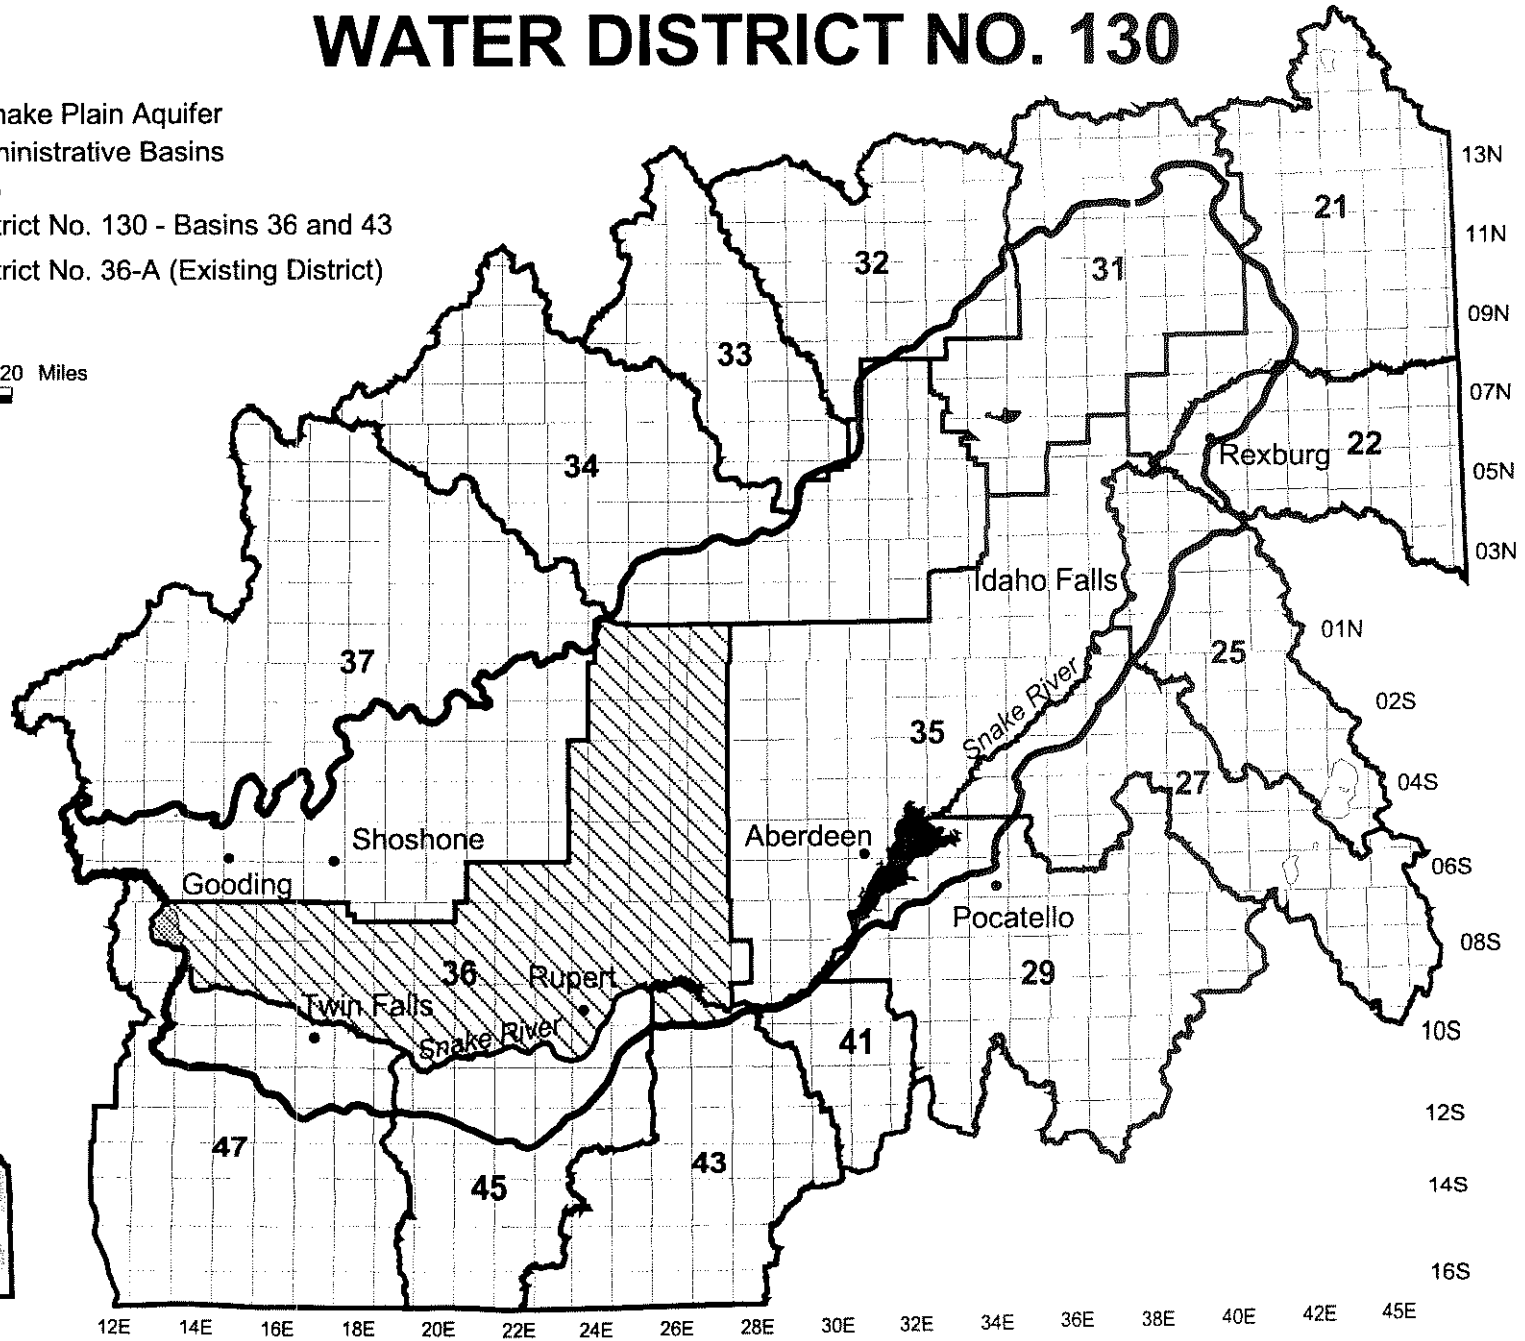 WATER DISTRICT NO. 130
nake Plain Aquifer
ninistrative Basins
trict No. 130 - Basins 36 and 43
trict No. 36-A (Existing District)
20 Miles
13N
21
11N
32
31
09N
33
07N
22
Rexburg
34
05N
03N
Idaho Falls
01N
25
37
02S
Snake River
35
27
04S
Shoshone
Aberdeen
06S
Gooding
Pocatello
08S
36
Rupert
29
Twin Falls
Snake River
10S
41
12S
47
43
45
14S
16S
12E 14E 16E 18E 20E 22E 24E 26E 28E 30E 32E 34E 36E 38E 40E 42E 45E